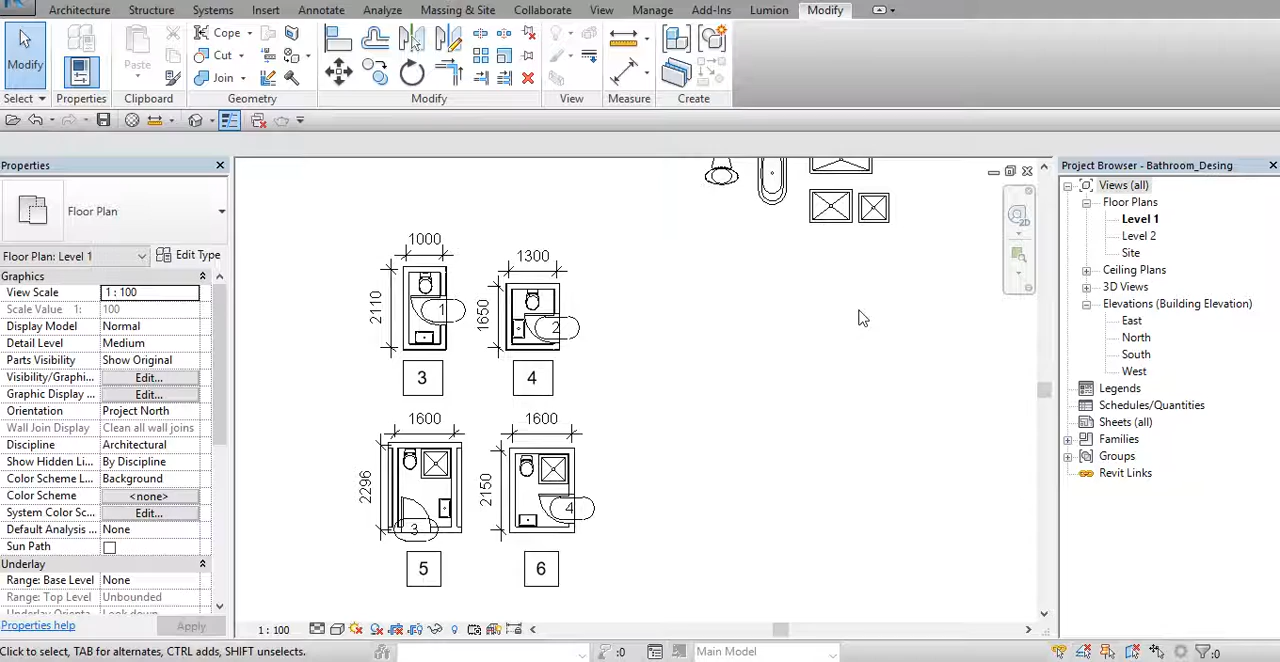 Architecture Structure Systems Insert Annotate Analyze Massing & Site Collaborate View Manage Add-Ins Lumion Modify
Modify Paste Cope Cut Join
Select Properties Clipboard Geometry Modify View Measure Create
Properties
Floor Plan
Floor Plan: Level 1 Edit Type
Graphics
View Scale 1 : 100
Scale Value 1: 100
Display Model Normal
Detail Level Medium
Parts Visibility Show Original
Visibility/Graphi... Edit...
Graphic Display ... Edit...
Orientation Project North
Wall Join Display Clean all wall joins
Discipline Architectural
Show Hidden Li... By Discipline
Color Scheme L... Background
Color Scheme <none>
System Color Sc... Edit...
Default Analysis ... None
Sun Path
Underlay
Range: Base Level None
Range: Top Level Unbounded
Properties help Apply
1000 1300
2110 1 1650 2
3 4
1600 1600
2296 3 2150 4
5 6
1 : 100
2D
Project Browser - Bathroom_Desing
Views (all)
Floor Plans
Level 1
Level 2
Site
Ceiling Plans
3D Views
Elevations (Building Elevation)
East
North
South
West
Legends
Schedules/Quantities
Sheets (all)
Families
Groups
Revit Links
Click to select, TAB for alternates, CTRL adds, SHIFT unselects. :0 Main Model :0